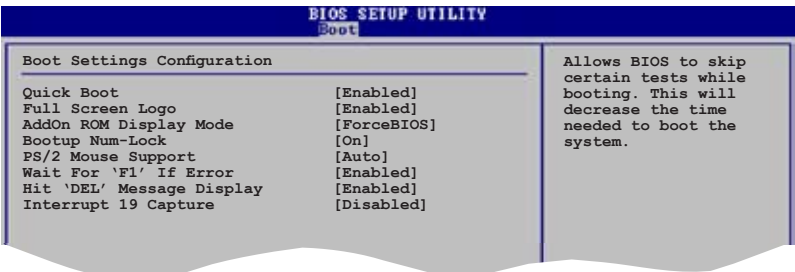 BIOS SETUP UTILITY
Boot
Boot Settings Configuration
Quick Boot [Enabled]
Full Screen Logo [Enabled]
AddOn ROM Display Mode [ForceBIOS]
Bootup Num-Lock [On]
PS/2 Mouse Support [Auto]
Wait For ‘F1’ If Error [Enabled]
Hit ‘DEL’ Message Display [Enabled]
Interrupt 19 Capture [Disabled]
Allows BIOS to skip
certain tests while
booting. This will
decrease the time
needed to boot the
system.